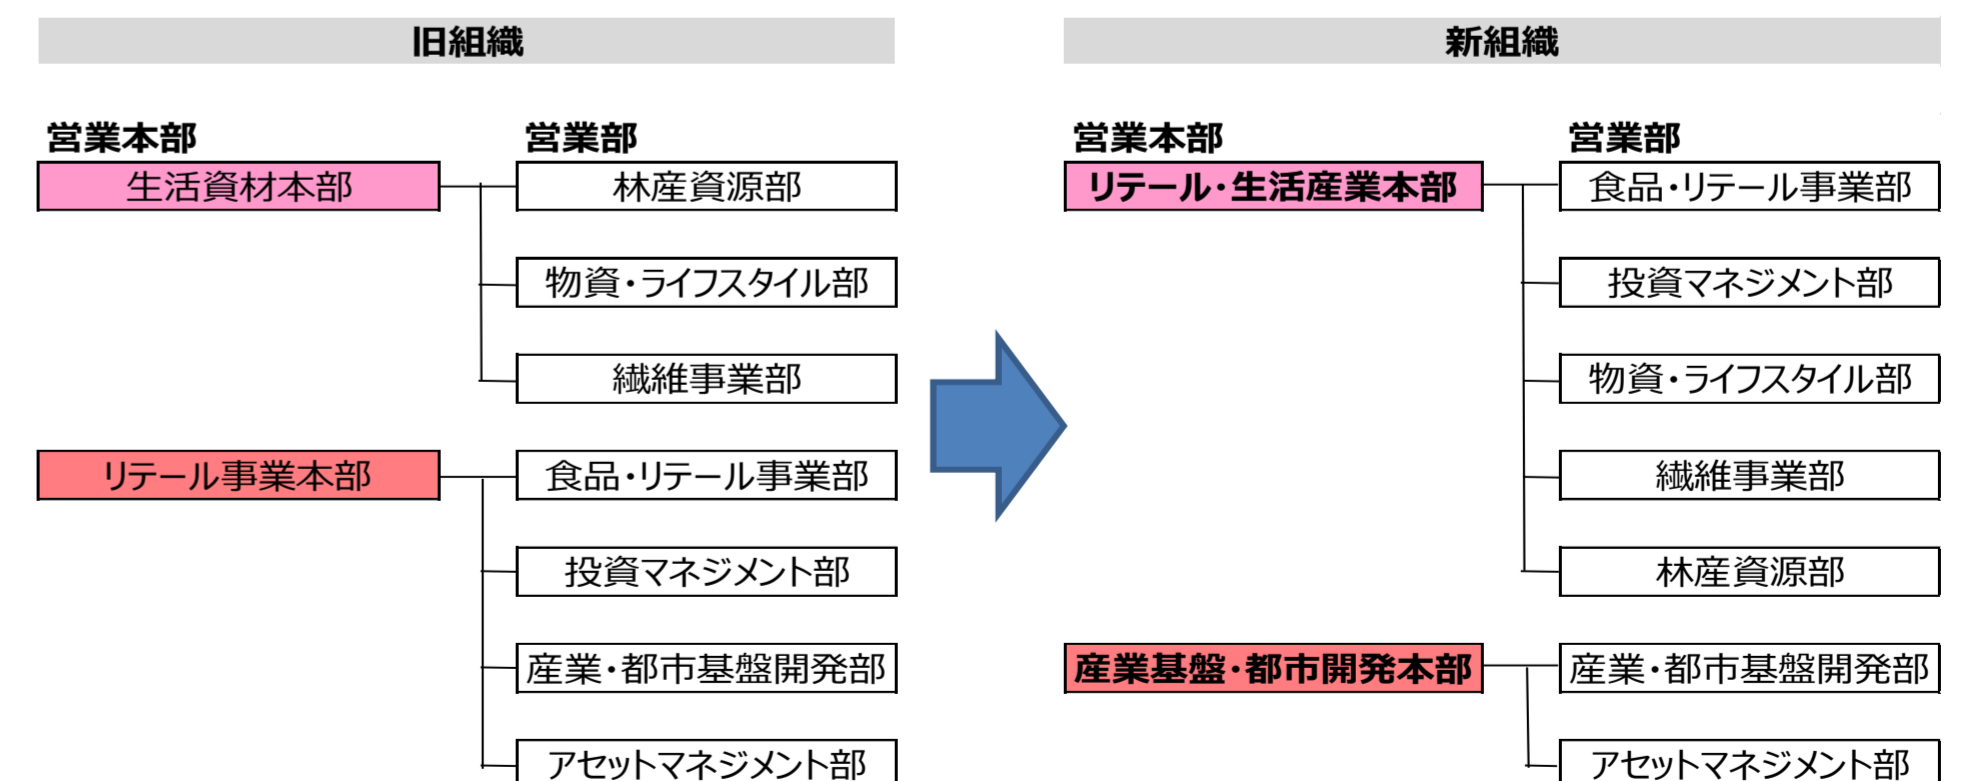 旧組織
営業本部
営業部
生活資材本部
林産資源部
物資・ライフスタイル部
繊維事業部
リテール事業本部
食品・リテール事業部
投資マネジメント部
産業・都市基盤開発部
アセットマネジメント部
新組織
営業本部
営業部
リテール・生活産業本部
食品・リテール事業部
投資マネジメント部
物資・ライフスタイル部
繊維事業部
林産資源部
産業基盤・都市開発本部
産業・都市基盤開発部
アセットマネジメント部